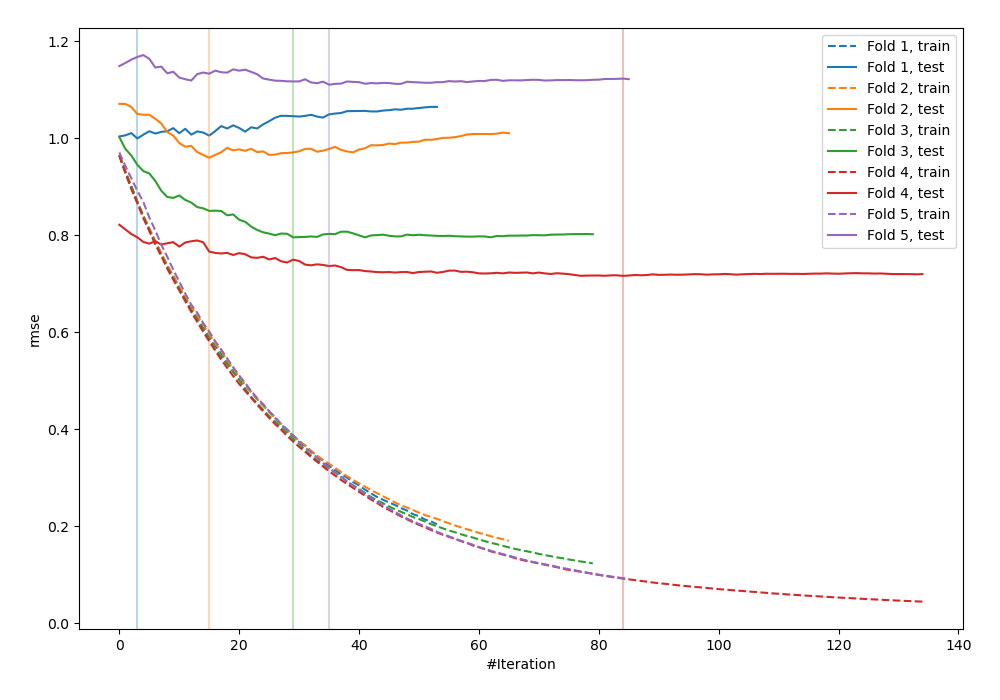 1.2
1.0
0.8
0.6
0.4
0.2
0.0
rmse
0
20
40
60
80
100
120
140
#Iteration
Fold 1, train
Fold 1, test
Fold 2, train
Fold 2, test
Fold 3, train
Fold 3, test
Fold 4, train
Fold 4, test
Fold 5, train
Fold 5, test